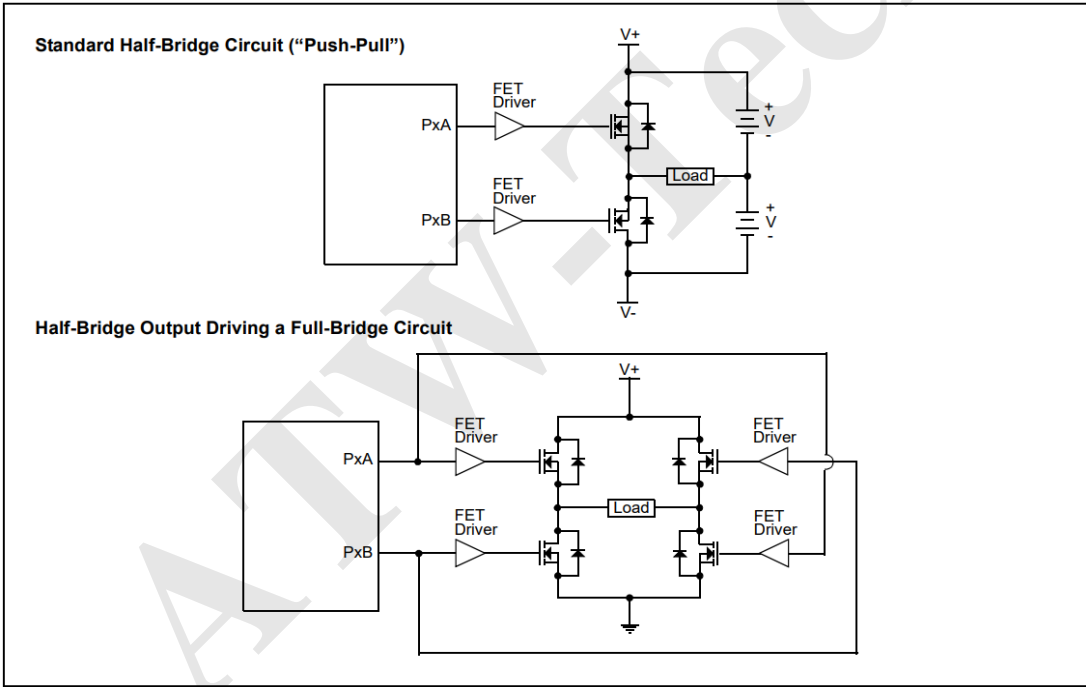 Standard Half-Bridge Circuit (“Push-Pull”)
V+
FET
Driver
PxA
+
V
-
Load
FET
Driver
PxB
+
V
-
V-
Half-Bridge Output Driving a Full-Bridge Circuit
V+
FET
Driver
FET
Driver
PxA
Load
FET
Driver
FET
Driver
PxB
ATW-Tec